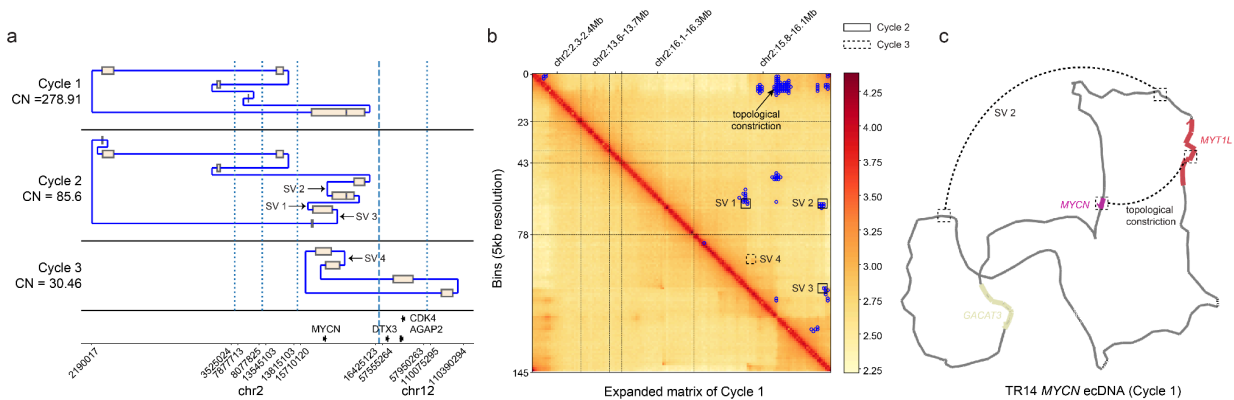 a
Cycle 1
CN =278.91
Cycle 2
CN = 85.6
SV 2
SV 1
SV 3
Cycle 3
CN = 30.46
SV 4
MYCN
DTX3
CDK4
AGAP2
2190017
3525024
7877713
8077825
13545103
13815103
15710120
16425123
57555264
57950263
110075295
110390294
chr2
chr12
b
chr2:2.3-2.4Mb
chr2:13.6-13.7Mb
chr2:16.1-16.3Mb
chr2:15.8-16.1Mb
Cycle 2
Cycle 3
Bins (5kb resolution)
0
23
43
78
145
topological
constriction
SV 1
SV 2
SV 4
SV 3
Expanded matrix of Cycle 1
4.25
4.00
3.75
3.50
3.25
3.00
2.75
2.50
2.25
c
SV 2
MYT1L
MYCN
topological
constriction
GACAT3
TR14 MYCN ecDNA (Cycle 1)